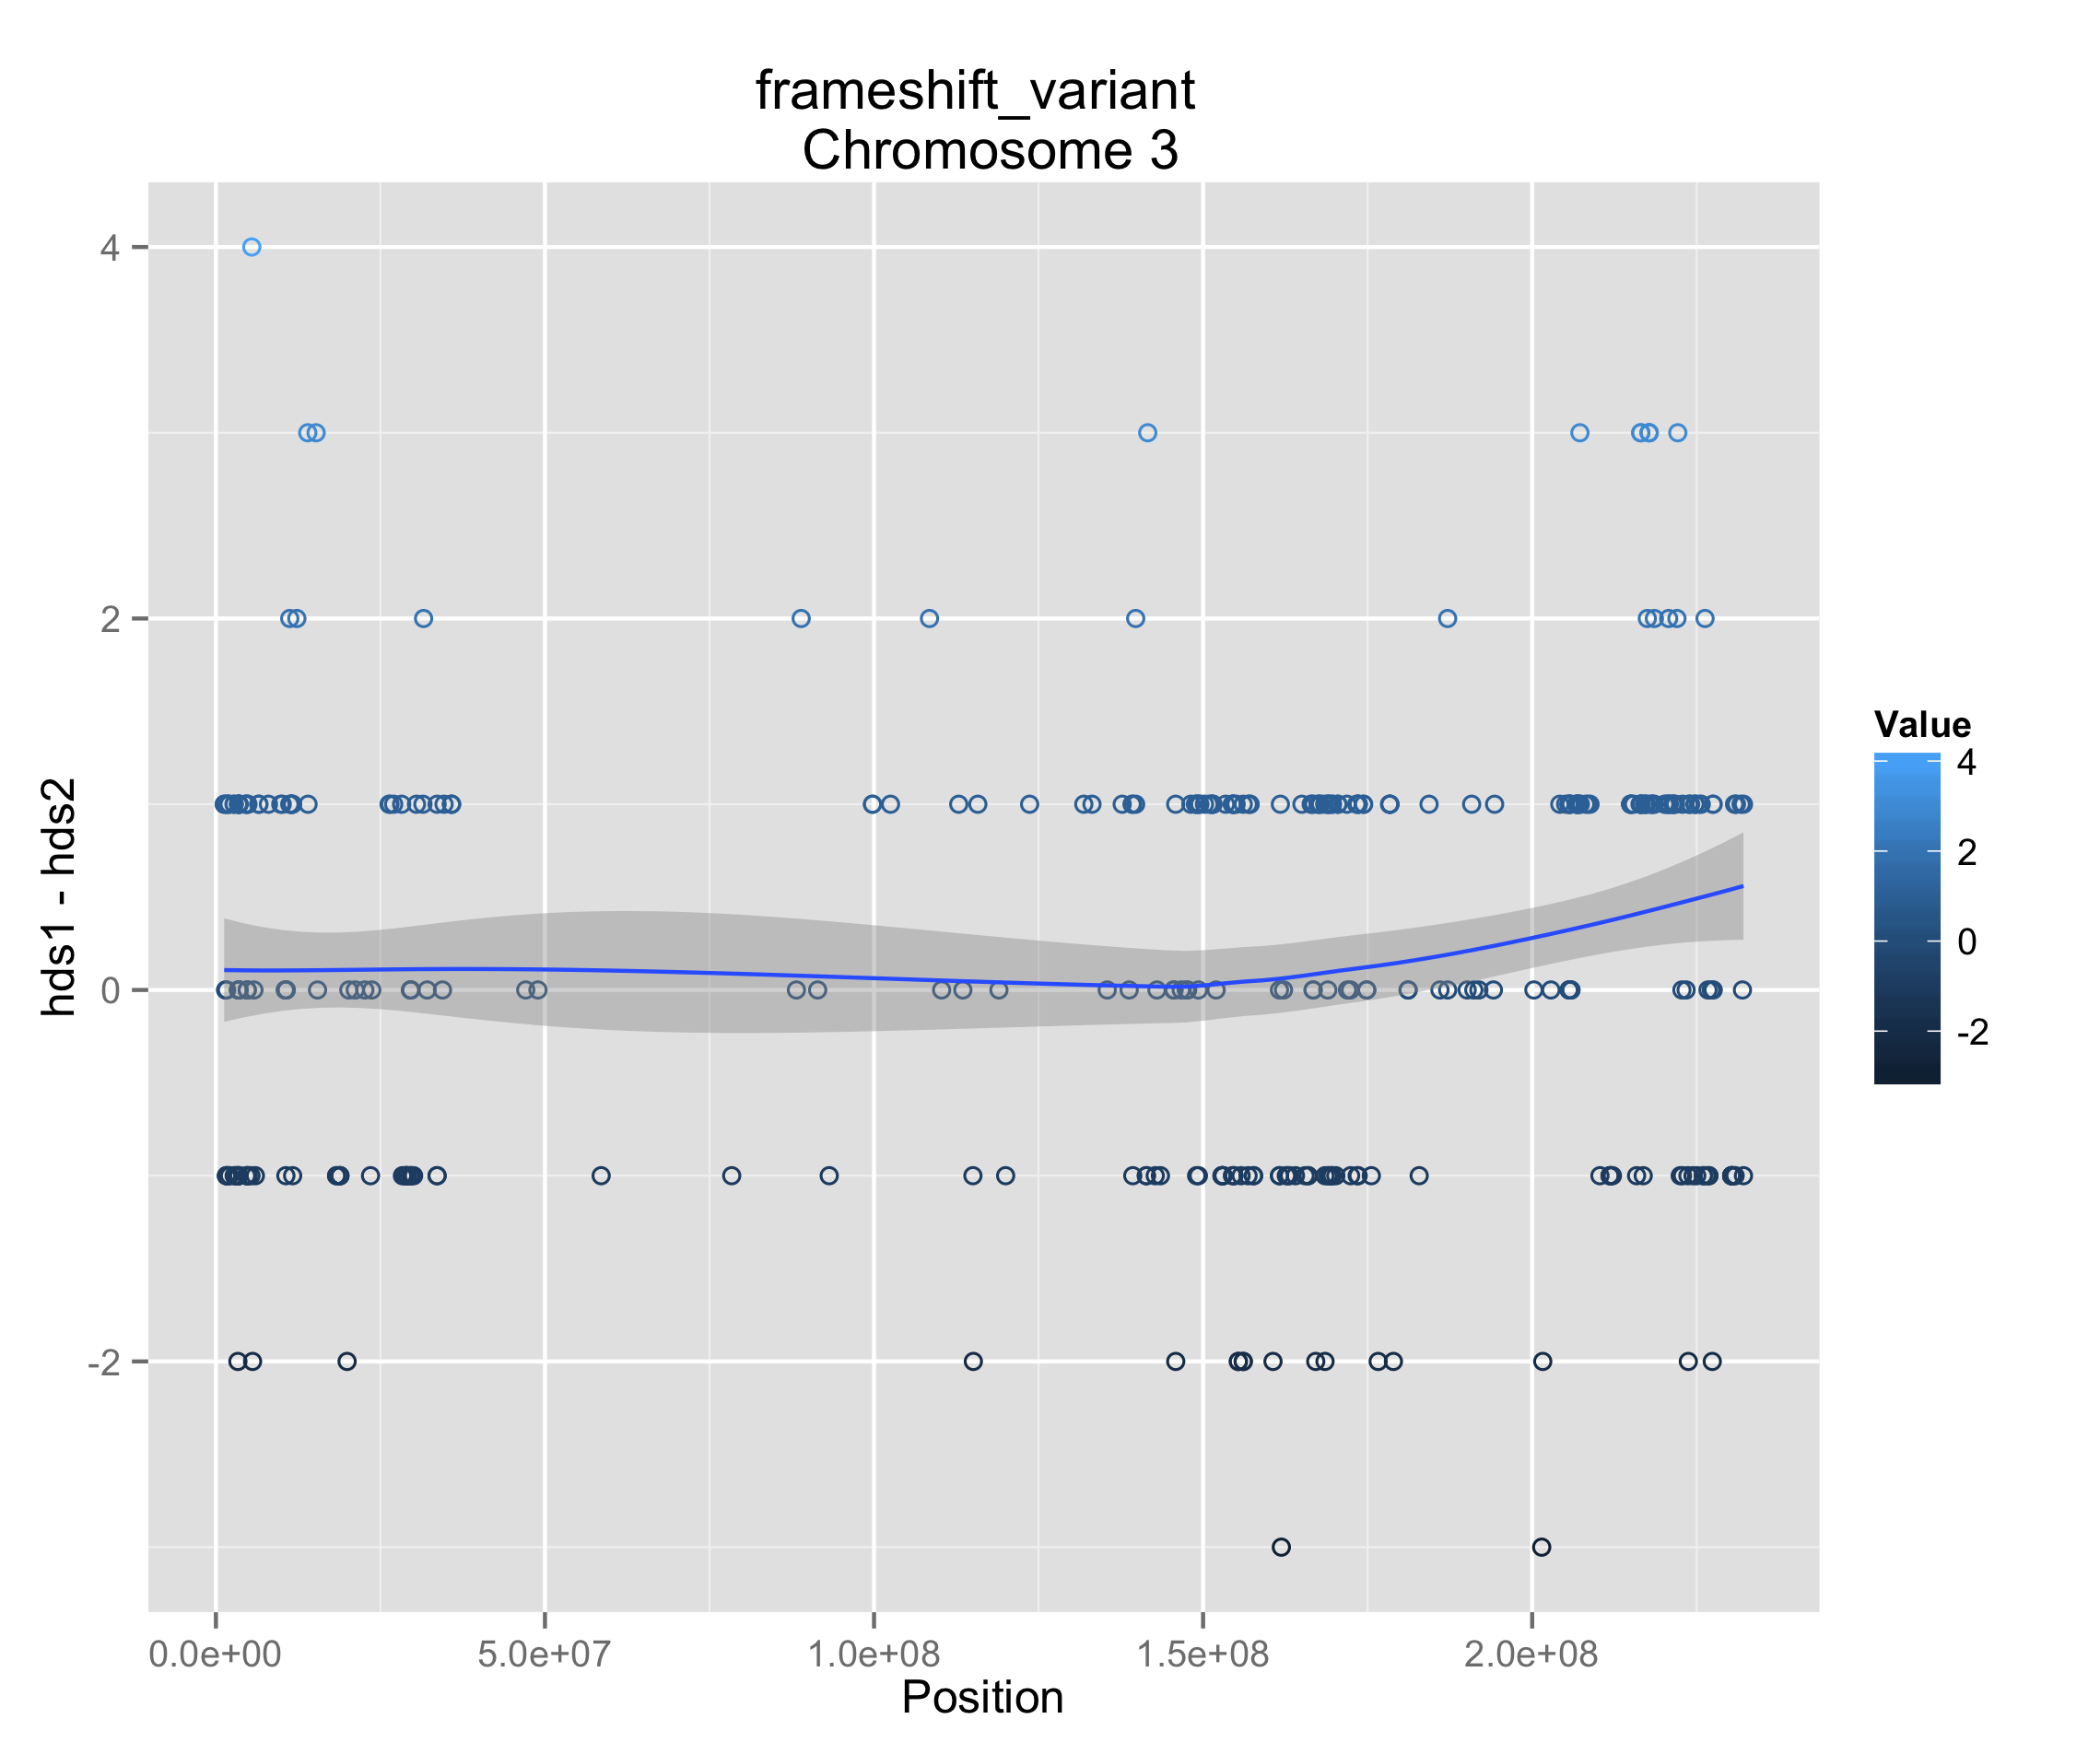 frameshift_variant
Chromosome 3
hds1 - hds2
4
2
0
-2
0.0e+00
5.0e+07
1.0e+08
1.5e+08
2.0e+08
Position
Value
4
2
0
-2